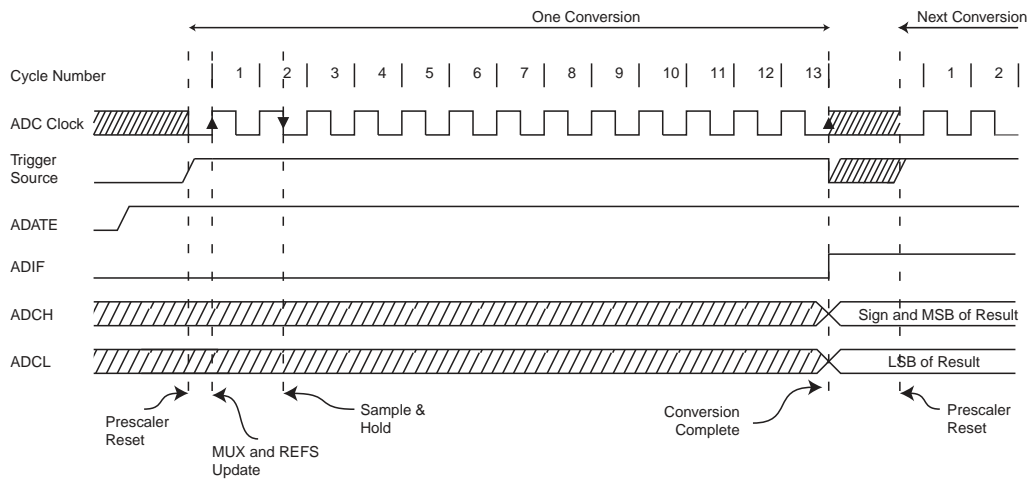 One Conversion
Next Conversion
Cycle Number
1 2 3 4 5 6 7 8 9 10 11 12 13 1 2
ADC Clock
Trigger
Source
ADATE
ADIF
ADCH
Sign and MSB of Result
ADCL
LSB of Result
Prescaler
Reset
MUX and REFS
Update
Sample &
Hold
Conversion
Complete
Prescaler
Reset